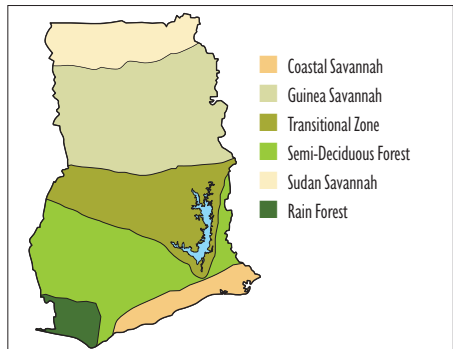 Coastal Savannah
Guinea Savannah
Transitional Zone
Semi-Deciduous Forest
Sudan Savannah
Rain Forest